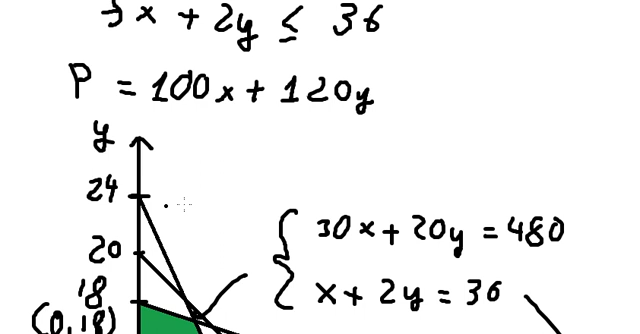 x + 2y ≤ 36
P = 100x + 120y
y
24
20
18
(0,18)
30x + 20y = 480
x + 2y = 36